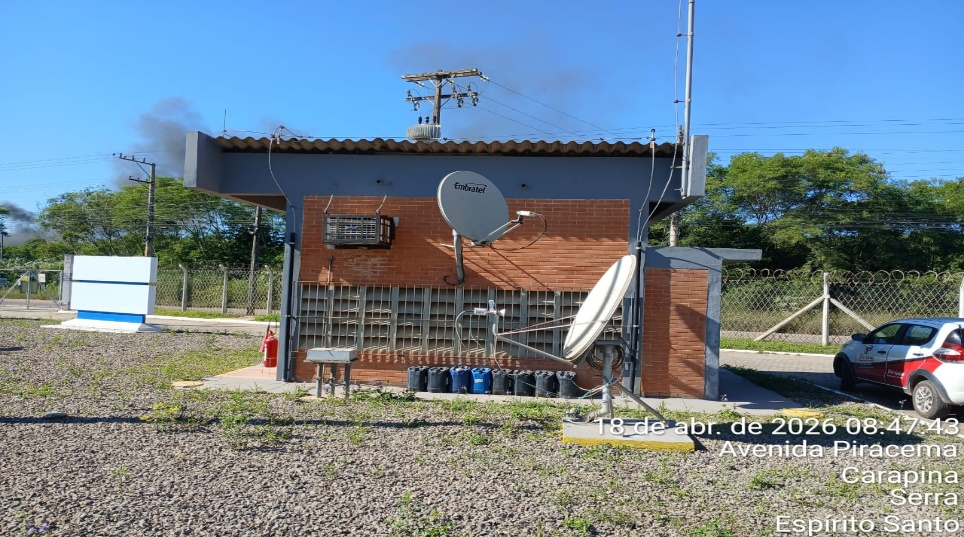 Embratel
18 de abr. de 2026 08:47:43
Avenida Piracema
Carapina
Serra
Espírito Santo